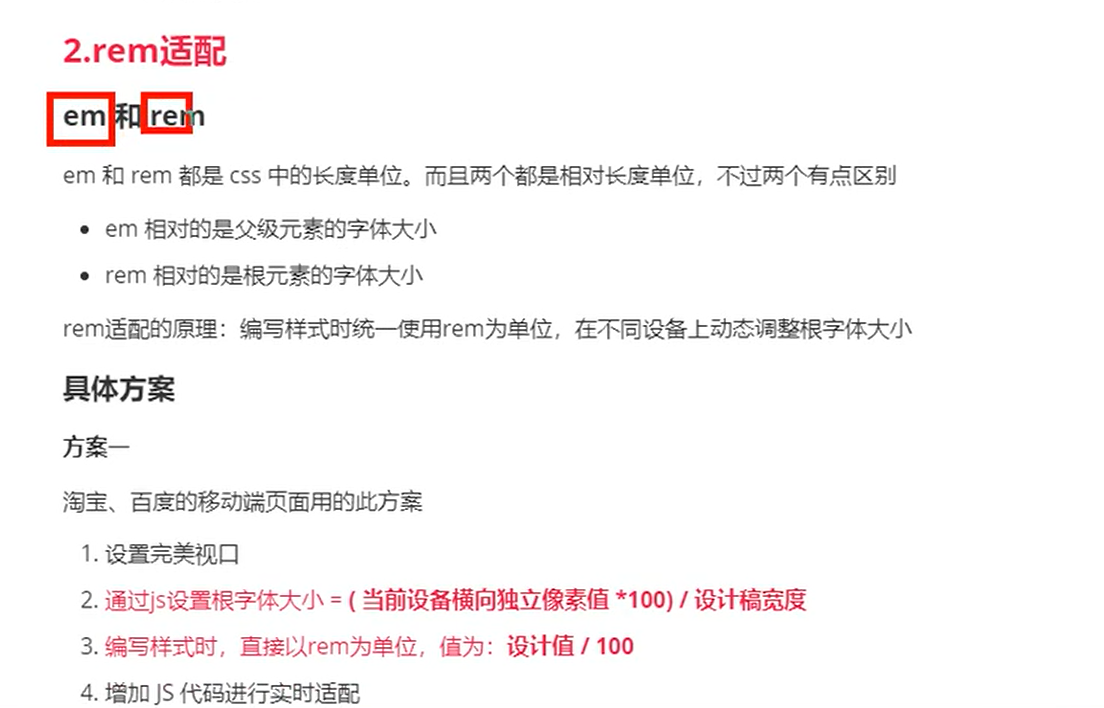 2.rem适配
em 和 rem
em 和 rem 都是 css 中的长度单位。而且两个都是相对长度单位，不过两个有点区别
• em 相对的是父级元素的字体大小
• rem 相对的是根元素的字体大小
rem适配的原理：编写样式时统一使用rem为单位，在不同设备上动态调整根字体大小
具体方案
方案一
淘宝、百度的移动端页面用的此方案
1. 设置完美视口
2. 通过js设置根字体大小 = ( 当前设备横向独立像素值 *100) / 设计稿宽度
3. 编写样式时，直接以rem为单位，值为：设计值 / 100
4. 增加 JS 代码进行实时适配